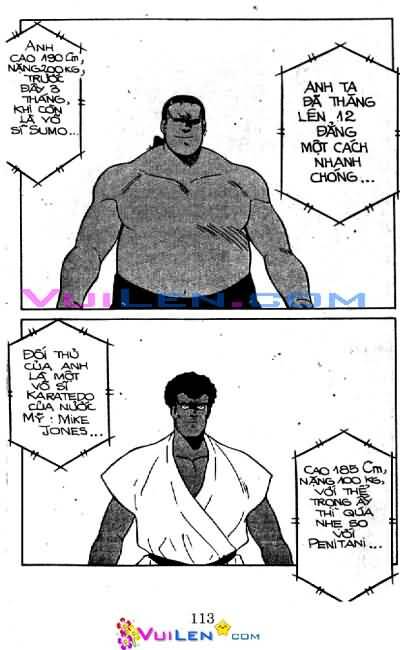 ANH
CAO 190 Cm,
NẶNG 200 KG,
TRƯỚC
ĐÂY 3
THÁNG,
KHI CÒN
LÀ VÕ
SĨ SUMO...
ANH TA
ĐÃ THĂNG
LÊN 12
ĐẲNG
MỘT CÁCH
NHANH
CHÓNG...
VUILEN.COM
ĐỐI THỦ
CỦA ANH
LÀ MỘT
VÕ SĨ
KARATEDO
CỦA NƯỚC
MỸ: MIKE
JONES...
CAO 185 Cm,
NẶNG 100 KG,
VỚI THỂ
TRỌNG ẤY
THÌ QUÁ
NHẸ SO
VỚI
PENITANI...
113
VUILEN.COM